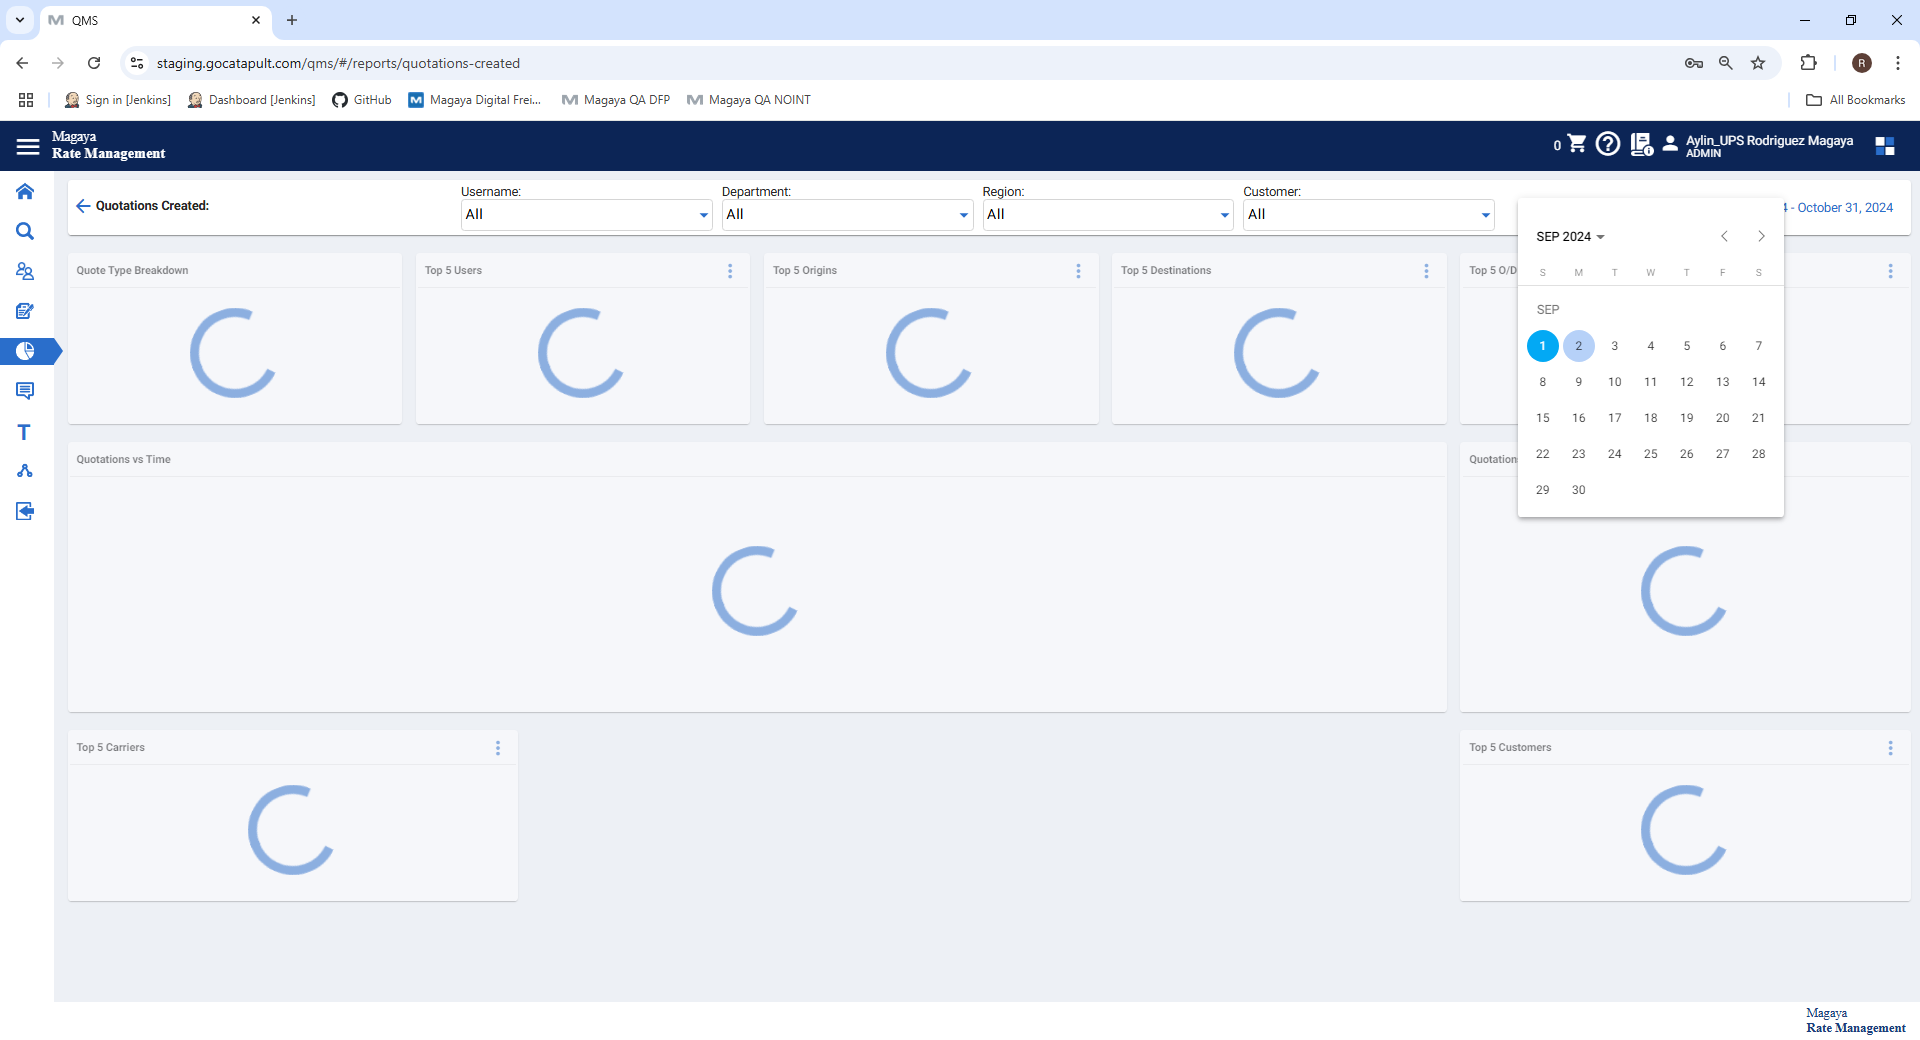 QMS
staging.gocatapult.com/qms/#/reports/quotations-created
R
Sign in [Jenkins]
Dashboard [Jenkins]
GitHub
Magaya Digital Frei...
Magaya QA DFP
Magaya QA NOINT
All Bookmarks
Magaya
Rate Management
0
Aylin_UPS Rodriguez Magaya
ADMIN
Quotations Created:
Username:
All
Department:
All
Region:
All
Customer:
All
4 - October 31, 2024
Quote Type Breakdown
Top 5 Users
Top 5 Origins
Top 5 Destinations
Top 5 O/D
SEP 2024
S M T W T F S
SEP
1 2 3 4 5 6 7
8 9 10 11 12 13 14
15 16 17 18 19 20 21
22 23 24 25 26 27 28
29 30
T
Quotations vs Time
Quotations
Top 5 Carriers
Top 5 Customers
Magaya
Rate Management